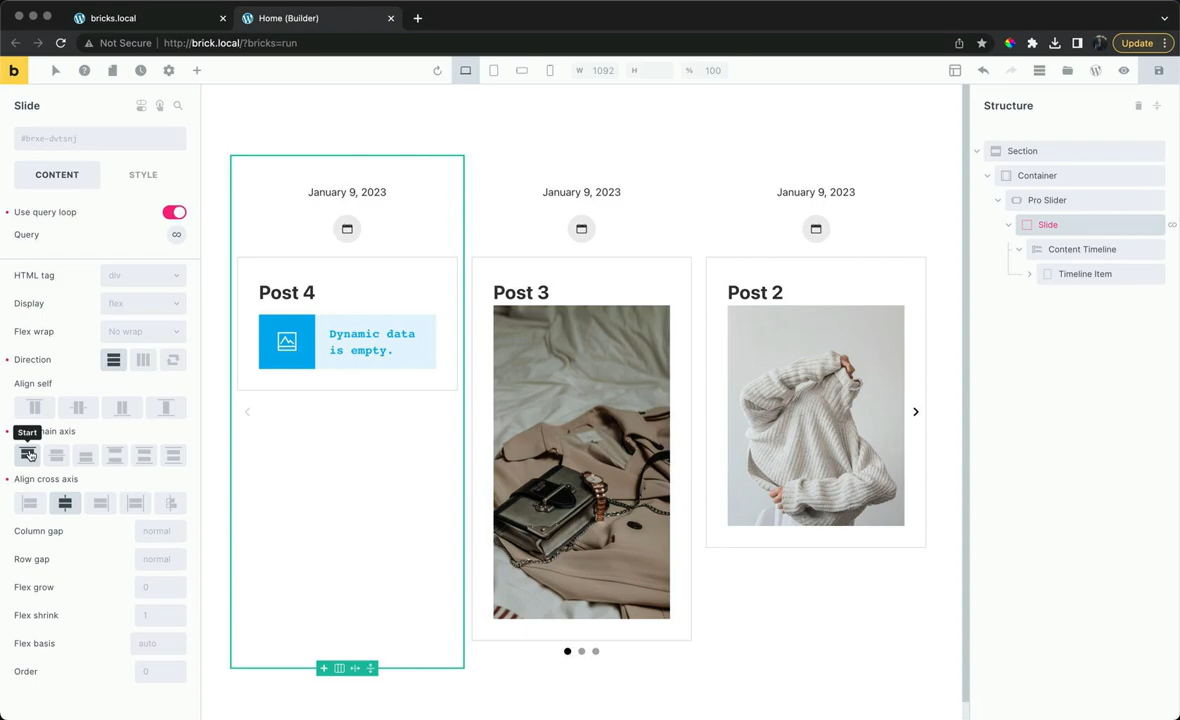 bricks.local
Home (Builder)
Not Secure
http://brick.local/?bricks=run
Update
b
W 1092 H % 100
Slide
#brxe-dvtsnj
CONTENT
STYLE
Use query loop
Query
HTML tag
div
Display
flex
Flex wrap
No wrap
Direction
Align self
Start
main axis
Align cross axis
Column gap
normal
Row gap
normal
Flex grow
0
Flex shrink
1
Flex basis
auto
Order
0
January 9, 2023
Post 4
Dynamic data
is empty.
January 9, 2023
Post 3
January 9, 2023
Post 2
Structure
Section
Container
Pro Slider
Slide
Content Timeline
Timeline Item